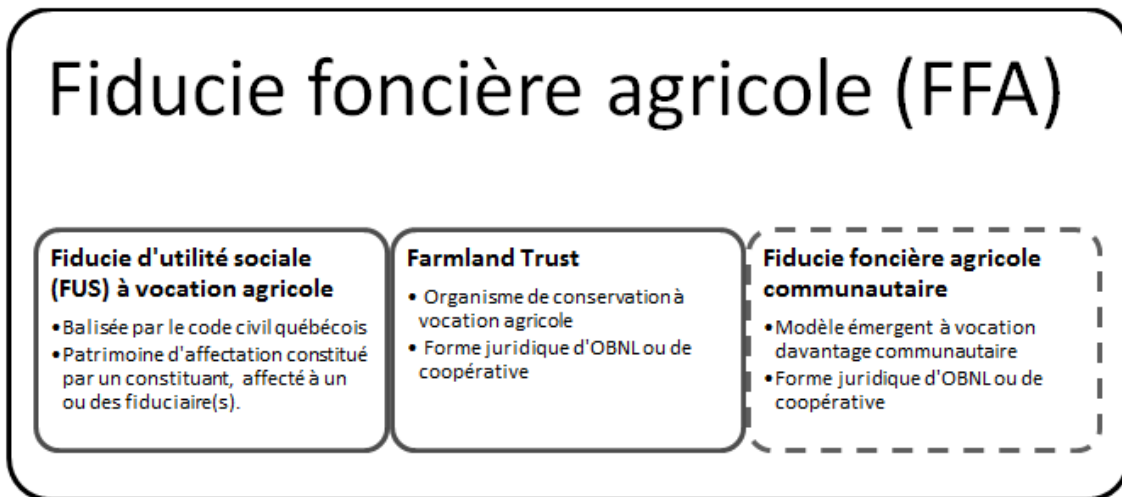 Fiducie foncière agricole (FFA)
Fiducie d'utilité sociale
(FUS) à vocation agricole
•Balisée par le code civil québécois
•Patrimoine d'affectation constitué
par un constituant, affecté à un
ou des fiduciaire(s).
Farmland Trust
• Organisme de conservation à
vocation agricole
• Forme juridique d'OBNL ou de
coopérative
Fiducie foncière agricole
communautaire
•Modèle émergent à vocation
davantage communautaire
•Forme juridique d'OBNL ou de
coopérative